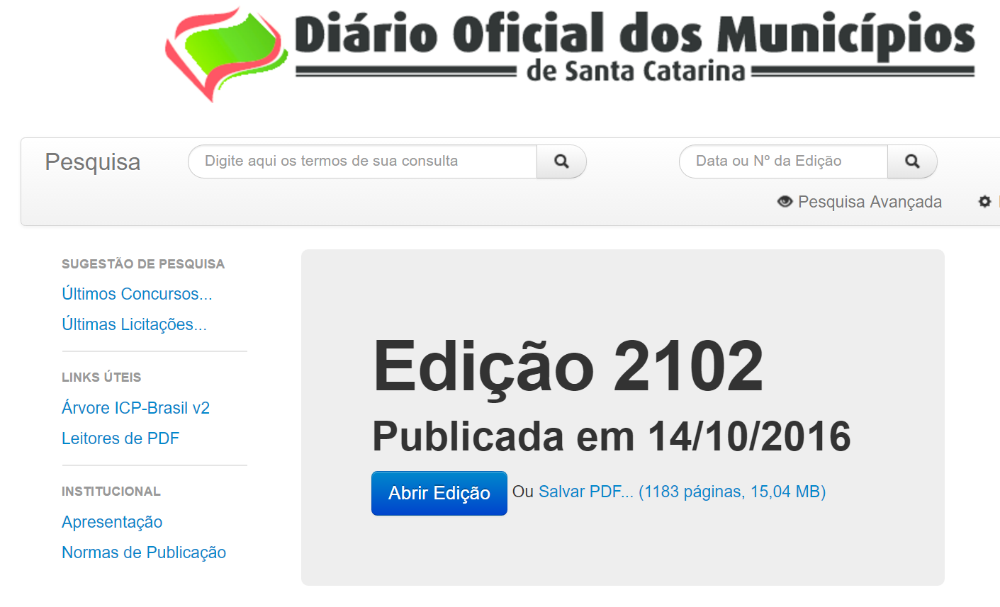 Diário Oficial dos Municípios
de Santa Catarina
Pesquisa
Digite aqui os termos de sua consulta
Data ou Nº da Edição
Pesquisa Avançada
SUGESTÃO DE PESQUISA
Últimos Concursos...
Últimas Licitações...
LINKS ÚTEIS
Árvore ICP-Brasil v2
Leitores de PDF
INSTITUCIONAL
Apresentação
Normas de Publicação
Edição 2102
Publicada em 14/10/2016
Abrir Edição Ou Salvar PDF... (1183 páginas, 15,04 MB)